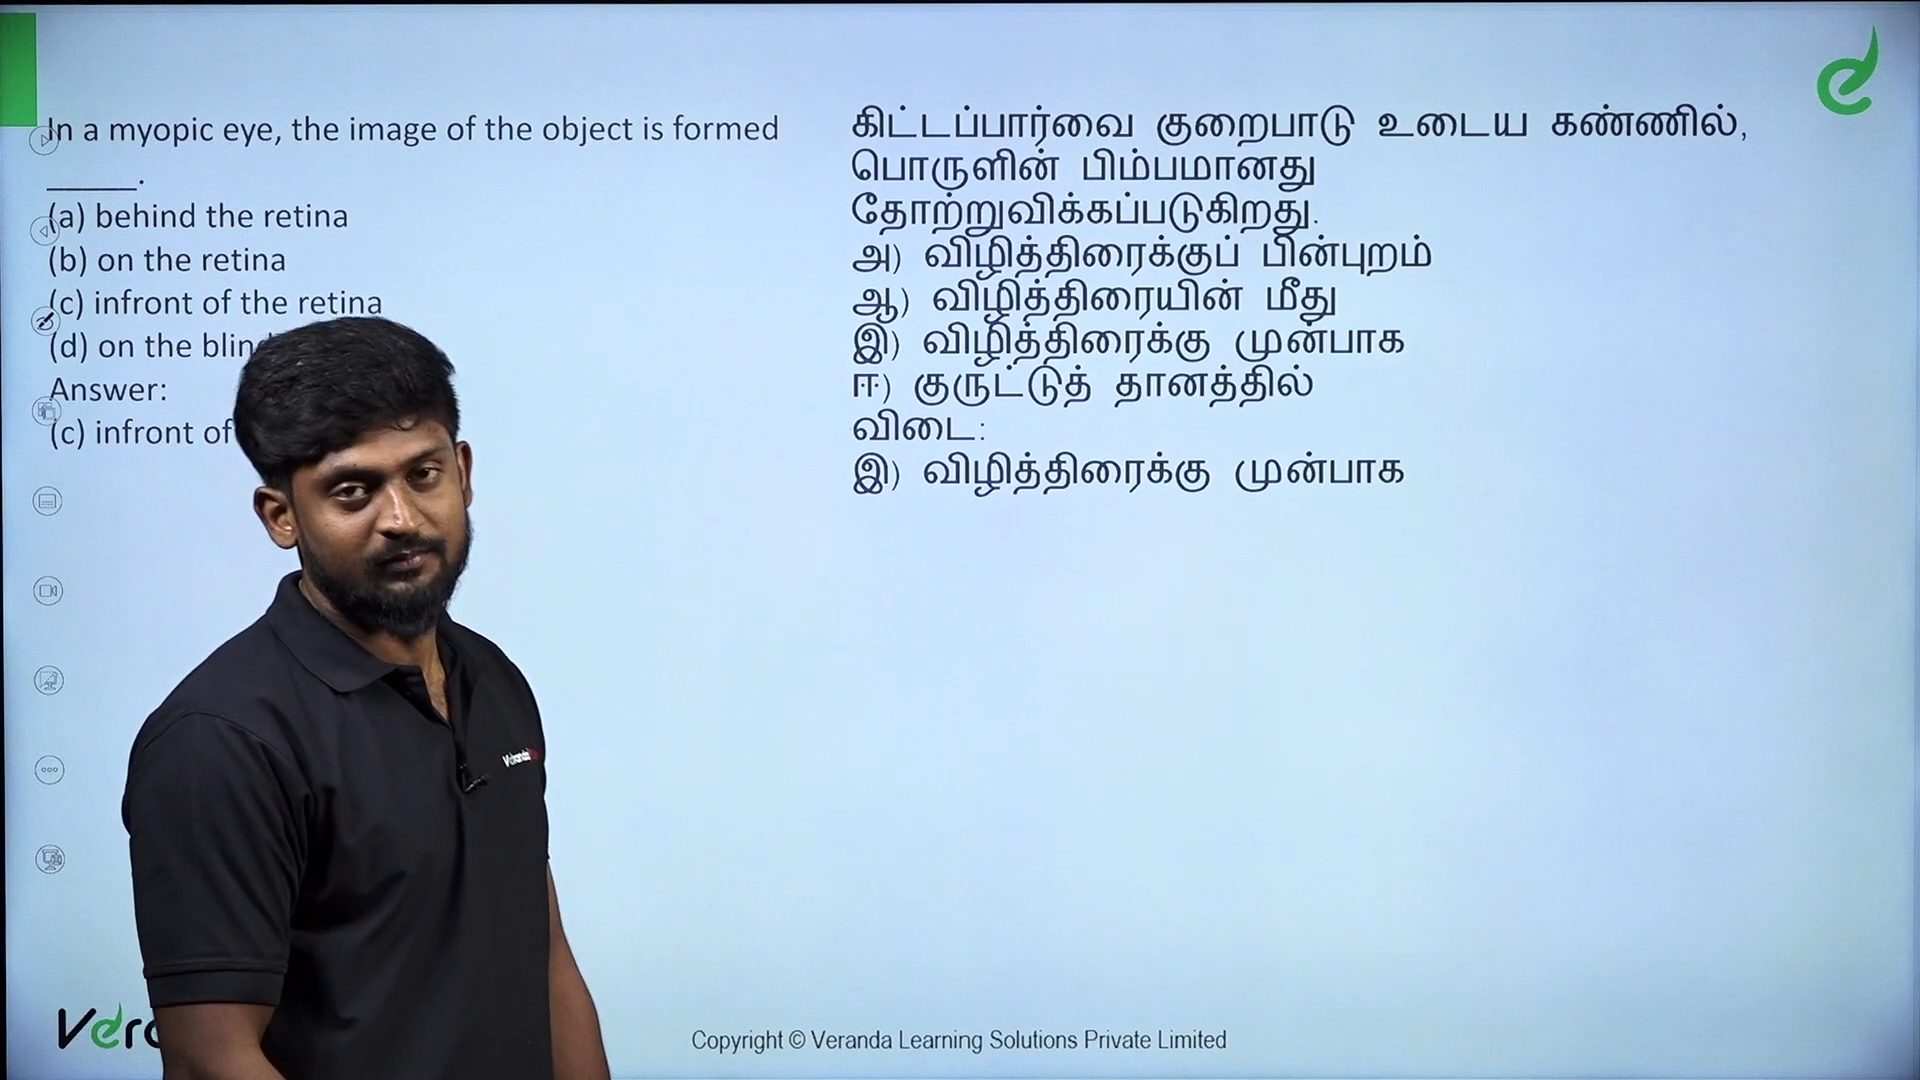 In a myopic eye, the image of the object is formed
_____.
(a) behind the retina
(b) on the retina
(c) infront of the retina
(d) on the
Answer:
(c) infront of
கிட்டப்பார்வை குறைபாடு உடைய கண்ணில்,
பொருளின் பிம்பமானது
தோற்றுவிக்கப்படுகிறது.
அ) விழித்திரைக்குப் பின்புறம்
ஆ) விழித்திரையின் மீது
இ) விழித்திரைக்கு முன்பாக
ஈ) குருட்டுத் தானத்தில்
விடை:
இ) விழித்திரைக்கு முன்பாக
Copyright © Veranda Learning Solutions Private Limited